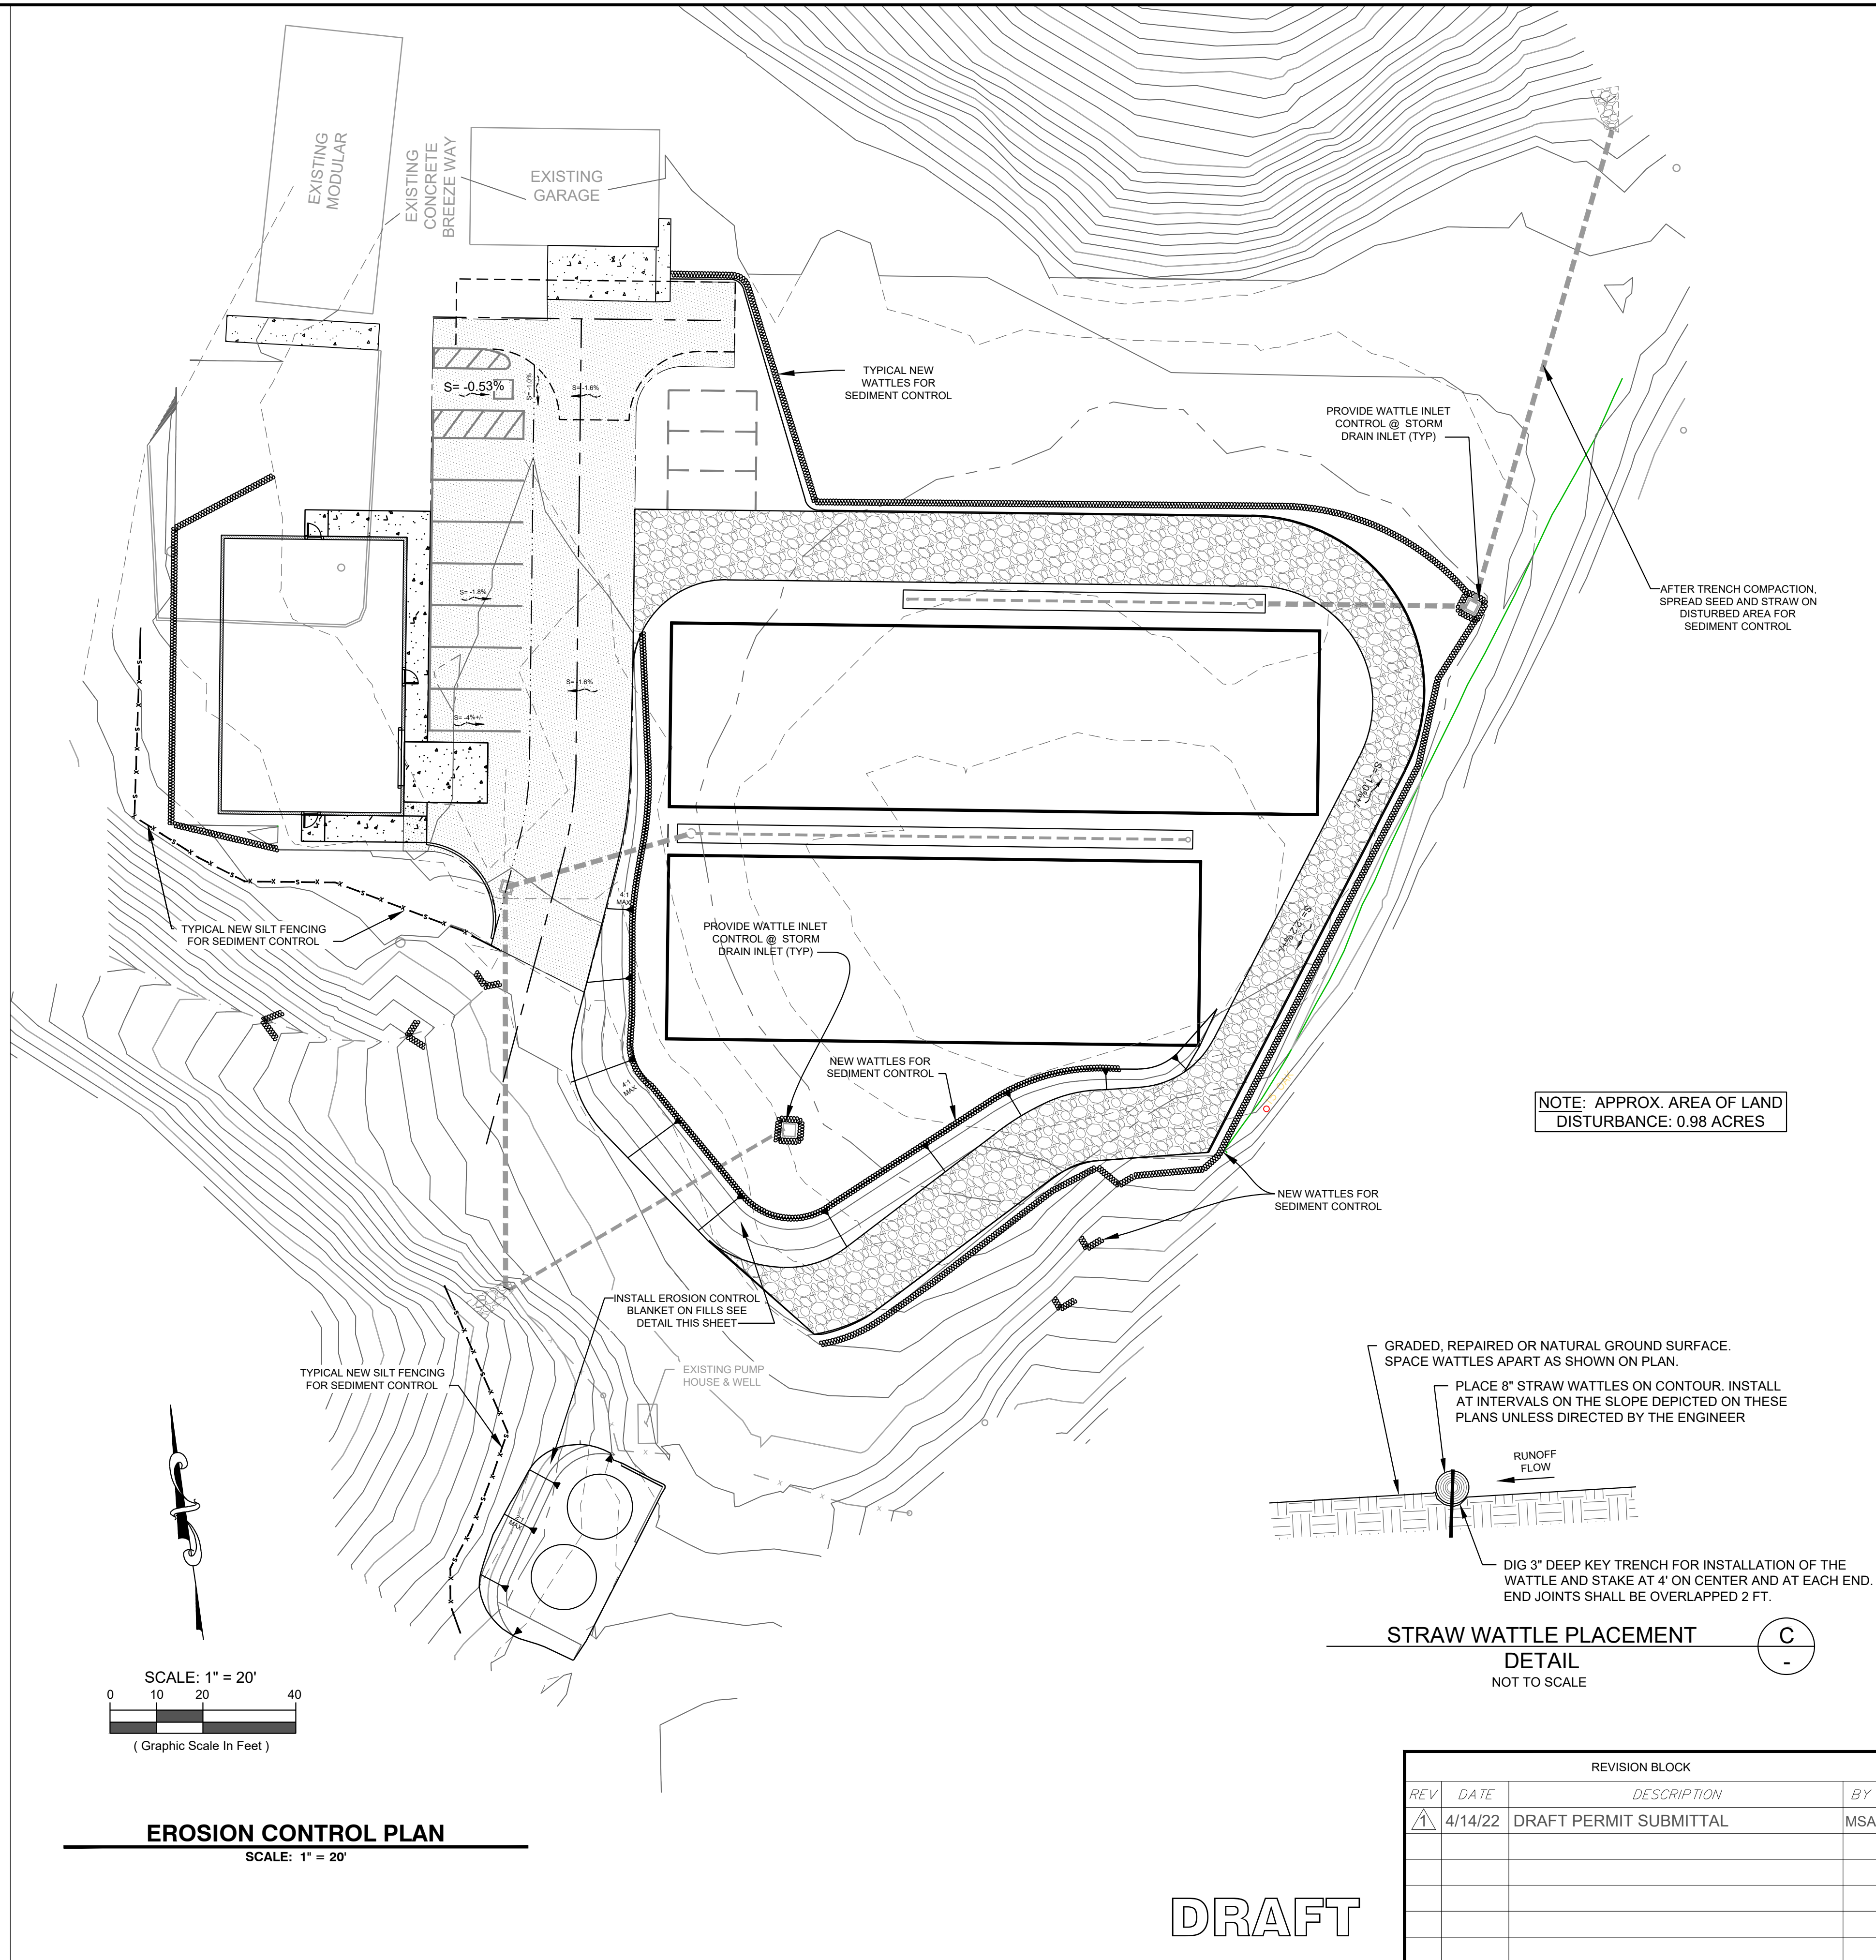 EXISTING
MODULAR
EXISTING
CONCRETE
BREEZE WAY
EXISTING
GARAGE
S= -0.53%
S= -1.0%
S= -1.6%
TYPICAL NEW
WATTLES FOR
SEDIMENT CONTROL
PROVIDE WATTLE INLET
CONTROL @ STORM
DRAIN INLET (TYP)
AFTER TRENCH COMPACTION,
SPREAD SEED AND STRAW ON
DISTURBED AREA FOR
SEDIMENT CONTROL
S= -1.8%
S= -1.6%
S= -4%+/-
S= -10%+/-
4:1
MAX
S= -2.2%+/-
TYPICAL NEW SILT FENCING
FOR SEDIMENT CONTROL
PROVIDE WATTLE INLET
CONTROL @ STORM
DRAIN INLET (TYP)
NEW WATTLES FOR
SEDIMENT CONTROL
4:1
MAX
NOTE: APPROX. AREA OF LAND
DISTURBANCE: 0.98 ACRES
NEW WATTLES FOR
SEDIMENT CONTROL
INSTALL EROSION CONTROL
BLANKET ON FILLS SEE
DETAIL THIS SHEET
EXISTING PUMP
HOUSE & WELL
TYPICAL NEW SILT FENCING
FOR SEDIMENT CONTROL
MAX
GRADED, REPAIRED OR NATURAL GROUND SURFACE.
SPACE WATTLES APART AS SHOWN ON PLAN.
PLACE 8" STRAW WATTLES ON CONTOUR. INSTALL
AT INTERVALS ON THE SLOPE DEPICTED ON THESE
PLANS UNLESS DIRECTED BY THE ENGINEER
RUNOFF
FLOW
DIG 3" DEEP KEY TRENCH FOR INSTALLATION OF THE
WATTLE AND STAKE AT 4' ON CENTER AND AT EACH END.
END JOINTS SHALL BE OVERLAPPED 2 FT.
STRAW WATTLE PLACEMENT
DETAIL
NOT TO SCALE
C
-
SCALE: 1" = 20'
0 10 20 40
( Graphic Scale In Feet )
EROSION CONTROL PLAN
SCALE: 1" = 20'
DRAFT
REVISION BLOCK
REV DATE DESCRIPTION BY
1 4/14/22 DRAFT PERMIT SUBMITTAL MSA